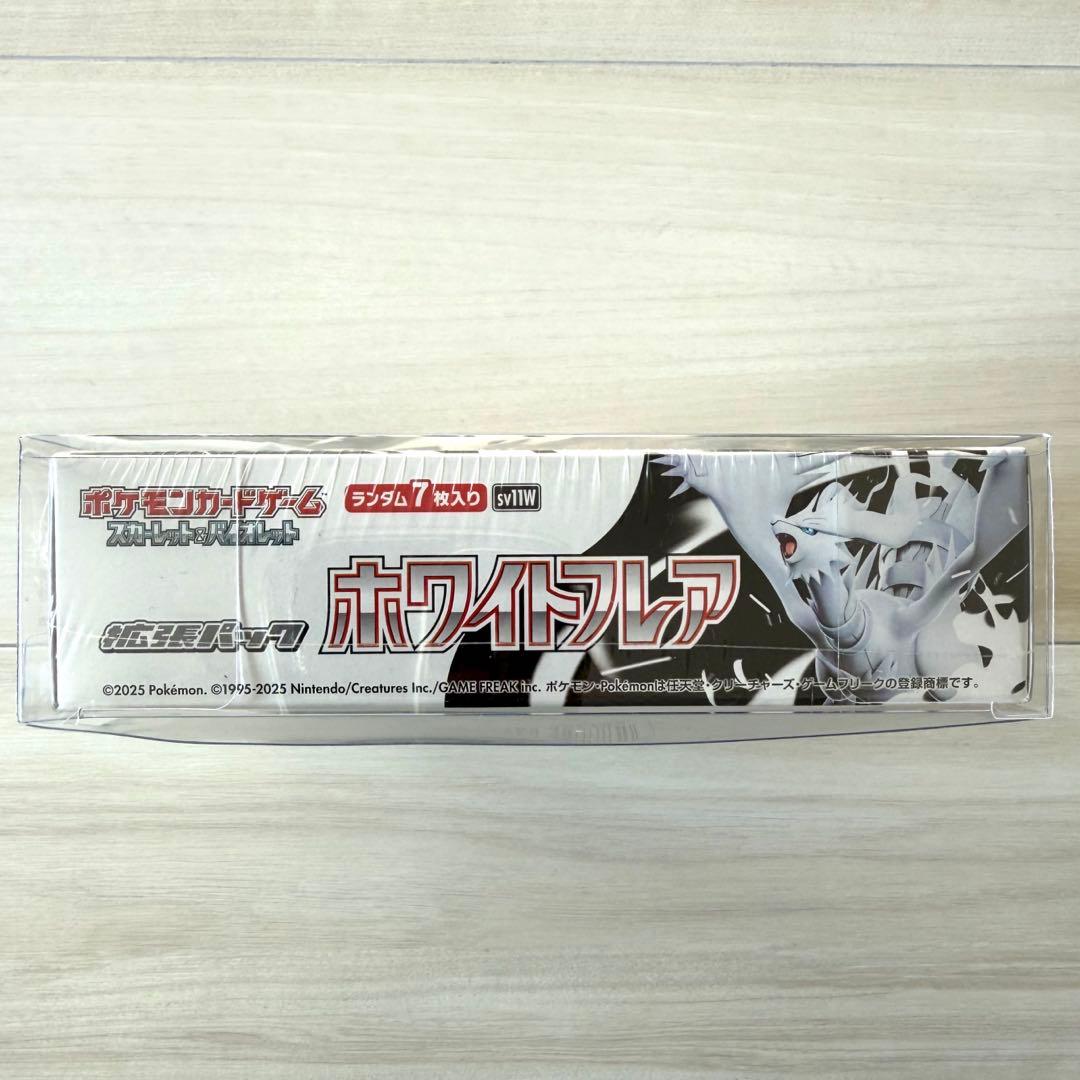 ポケモンカードゲーム
スカーレット&バイオレット
ランダム7枚入り sv11W
拡張パック ホワイトフレア
©2025 Pokémon. ©1995-2025 Nintendo/Creatures Inc./GAME FREAK inc. ポケモン・Pokémonは任天堂・クリーチャーズ・ゲームフリークの登録商標です。